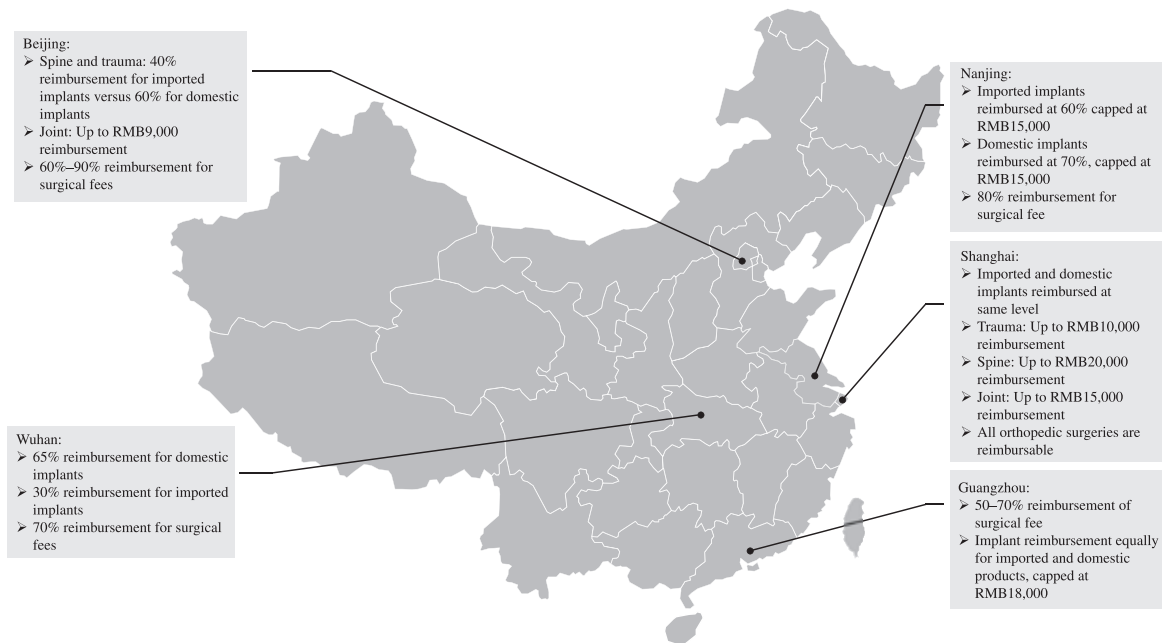 Beijing:
➢ Spine and trauma: 40%
reimbursement for imported
implants versus 60% for domestic
implants
➢ Joint: Up to RMB9,000
reimbursement
➢ 60%–90% reimbursement for
surgical fees
Nanjing:
➢ Imported implants
reimbursed at 60% capped at
RMB15,000
➢ Domestic implants
reimbursed at 70%, capped at
RMB15,000
➢ 80% reimbursement for
surgical fee
Shanghai:
➢ Imported and domestic
implants reimbursed at
same level
➢ Trauma: Up to RMB10,000
reimbursement
➢ Spine: Up to RMB20,000
reimbursement
➢ Joint: Up to RMB15,000
reimbursement
➢ All orthopedic surgeries are
reimbursable
Wuhan:
➢ 65% reimbursement for domestic
implants
➢ 30% reimbursement for imported
implants
➢ 70% reimbursement for surgical
fees
Guangzhou:
➢ 50–70% reimbursement of
surgical fee
➢ Implant reimbursement equally
for imported and domestic
products, capped at
RMB18,000